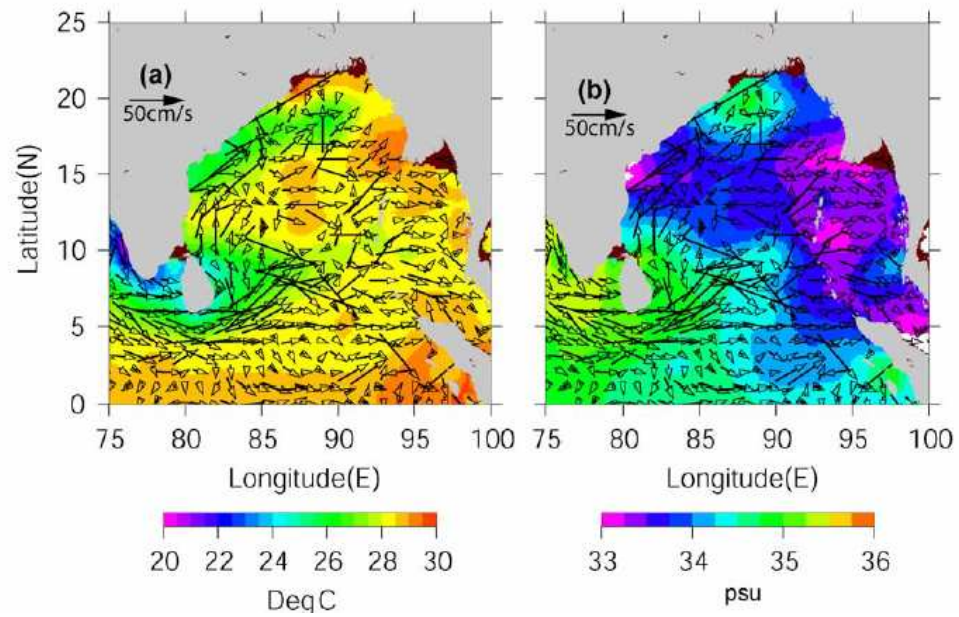 25
20
15
10
5
0
Latitude(N)
(a)
50cm/s
75 80 85 90 95 100
Longitude(E)
20 22 24 26 28 30
DegC
(b)
50cm/s
75 80 85 90 95 100
Longitude(E)
33 34 35 36
psu